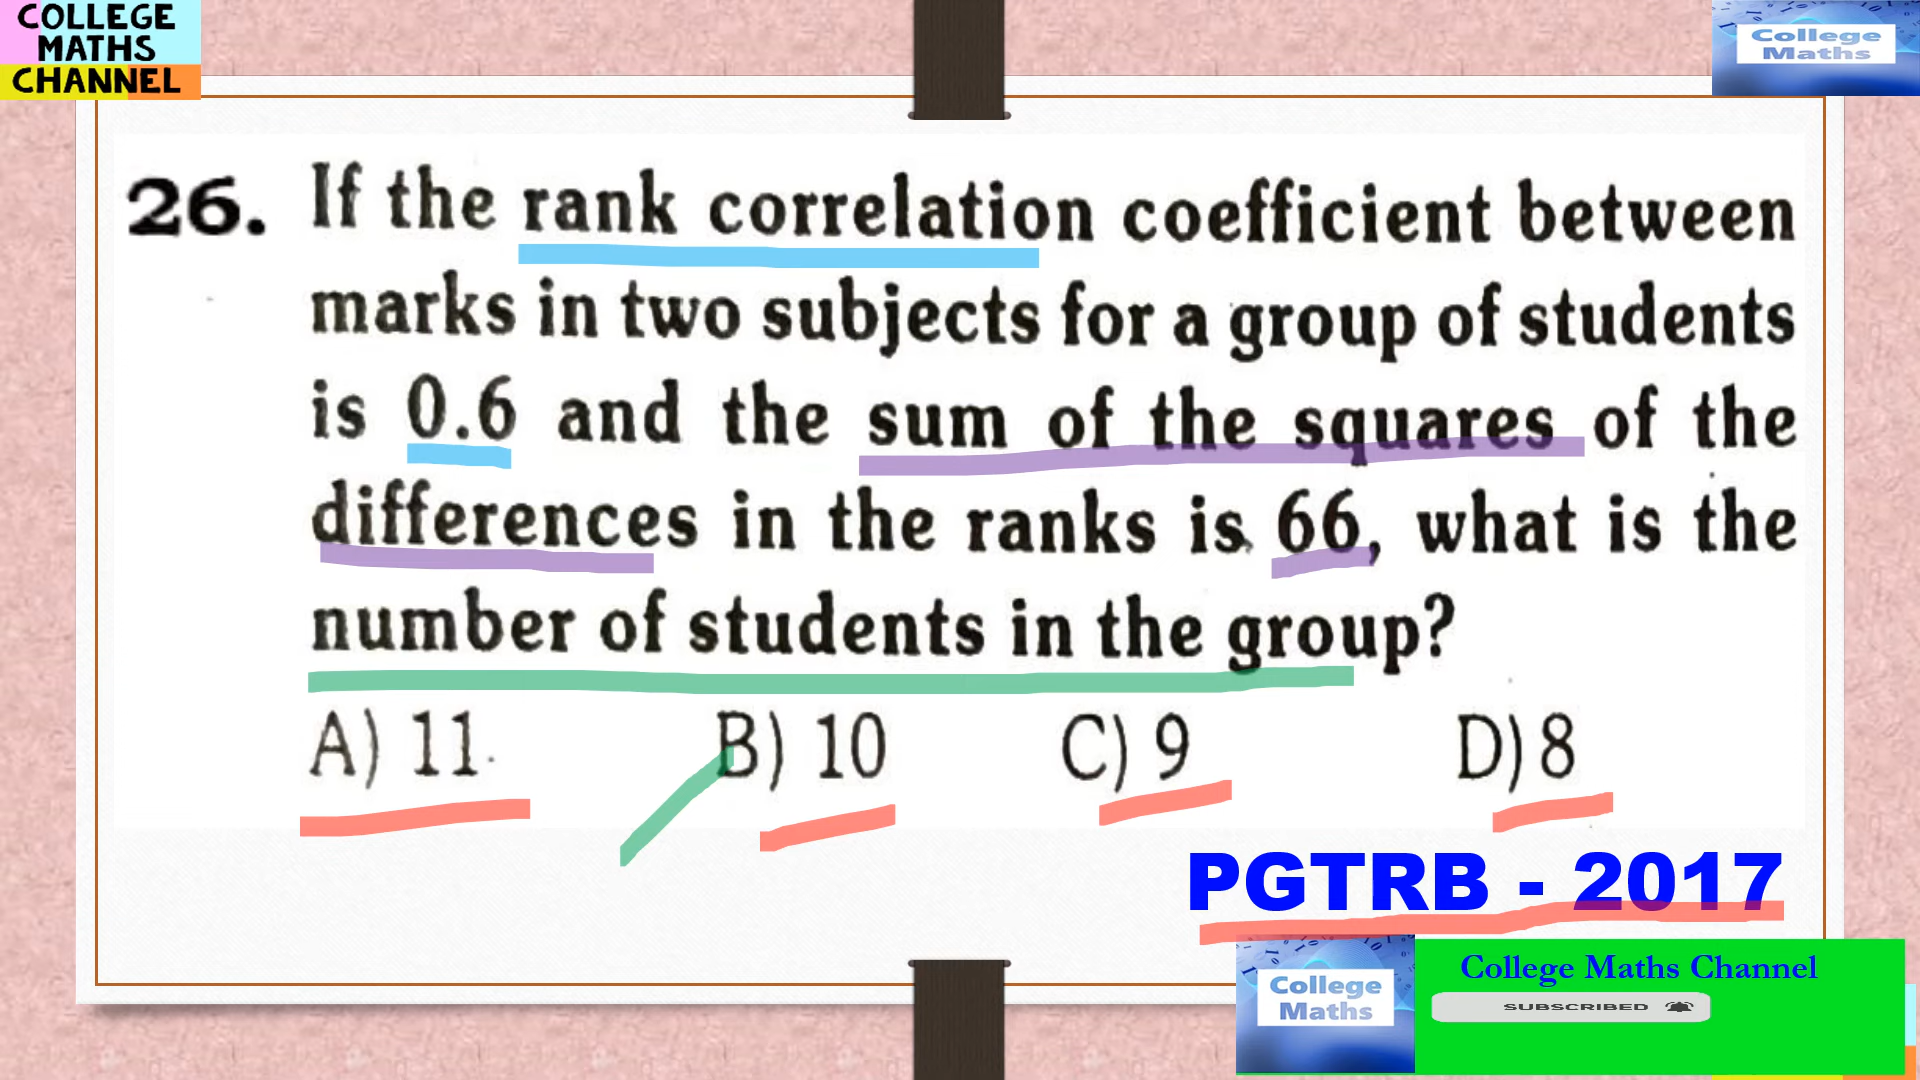 COLLEGE
MATHS
CHANNEL
College
Maths
26. If the rank correlation coefficient between
marks in two subjects for a group of students
is 0.6 and the sum of the squares of the
differences in the ranks is 66, what is the
number of students in the group?
A) 11 B) 10 C) 9 D) 8
PGTRB - 2017
College
Maths
College Maths Channel
SUBSCRIBED